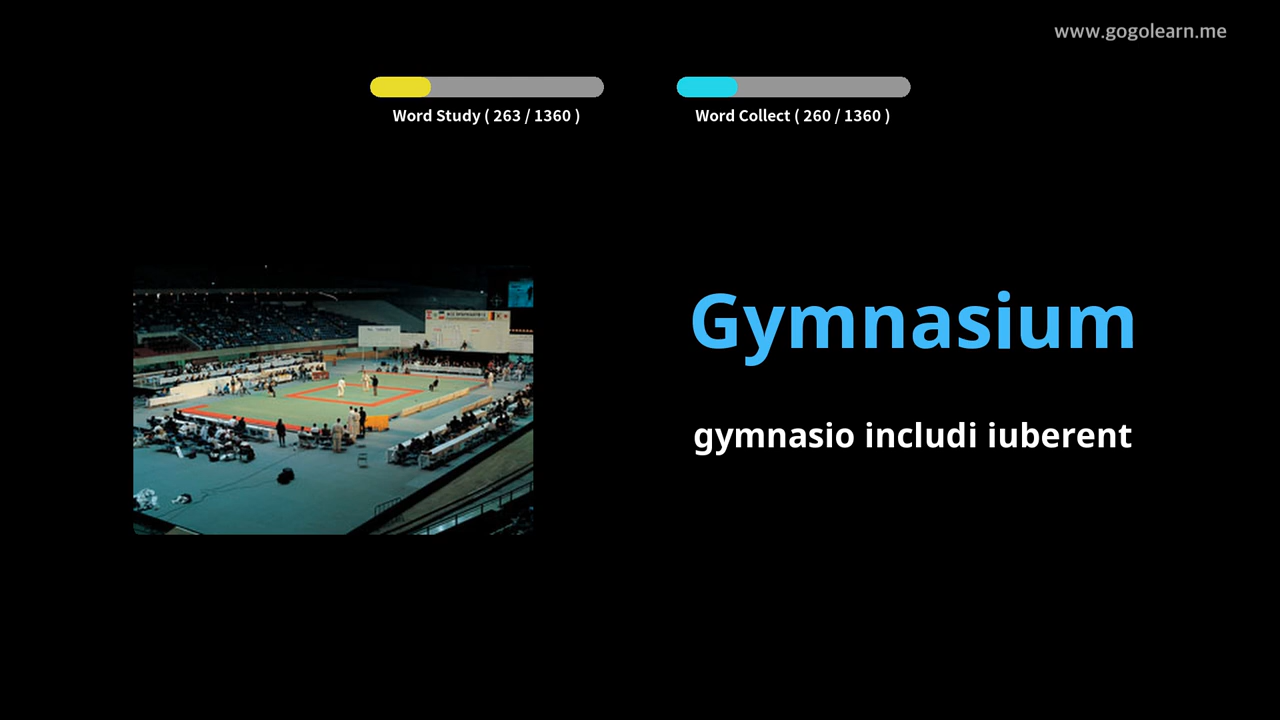 www.gogolearn.me
Word Study ( 263 / 1360 )
Word Collect ( 260 / 1360 )
Gymnasium
gymnasio includi iuberent